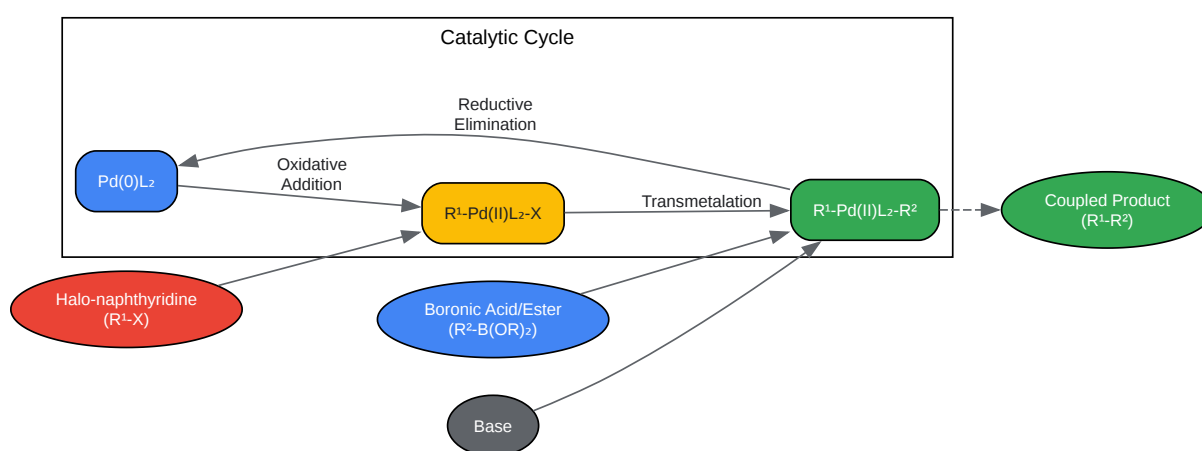 Catalytic Cycle
Reductive
Elimination
Oxidative
Addition
Pd(0)L₂
Transmetalation
R¹-Pd(II)L₂-X
R¹-Pd(II)L₂-R²
Coupled Product
(R¹-R²)
Halo-naphthyridine
(R¹-X)
Boronic Acid/Ester
(R²-B(OR)₂)
Base